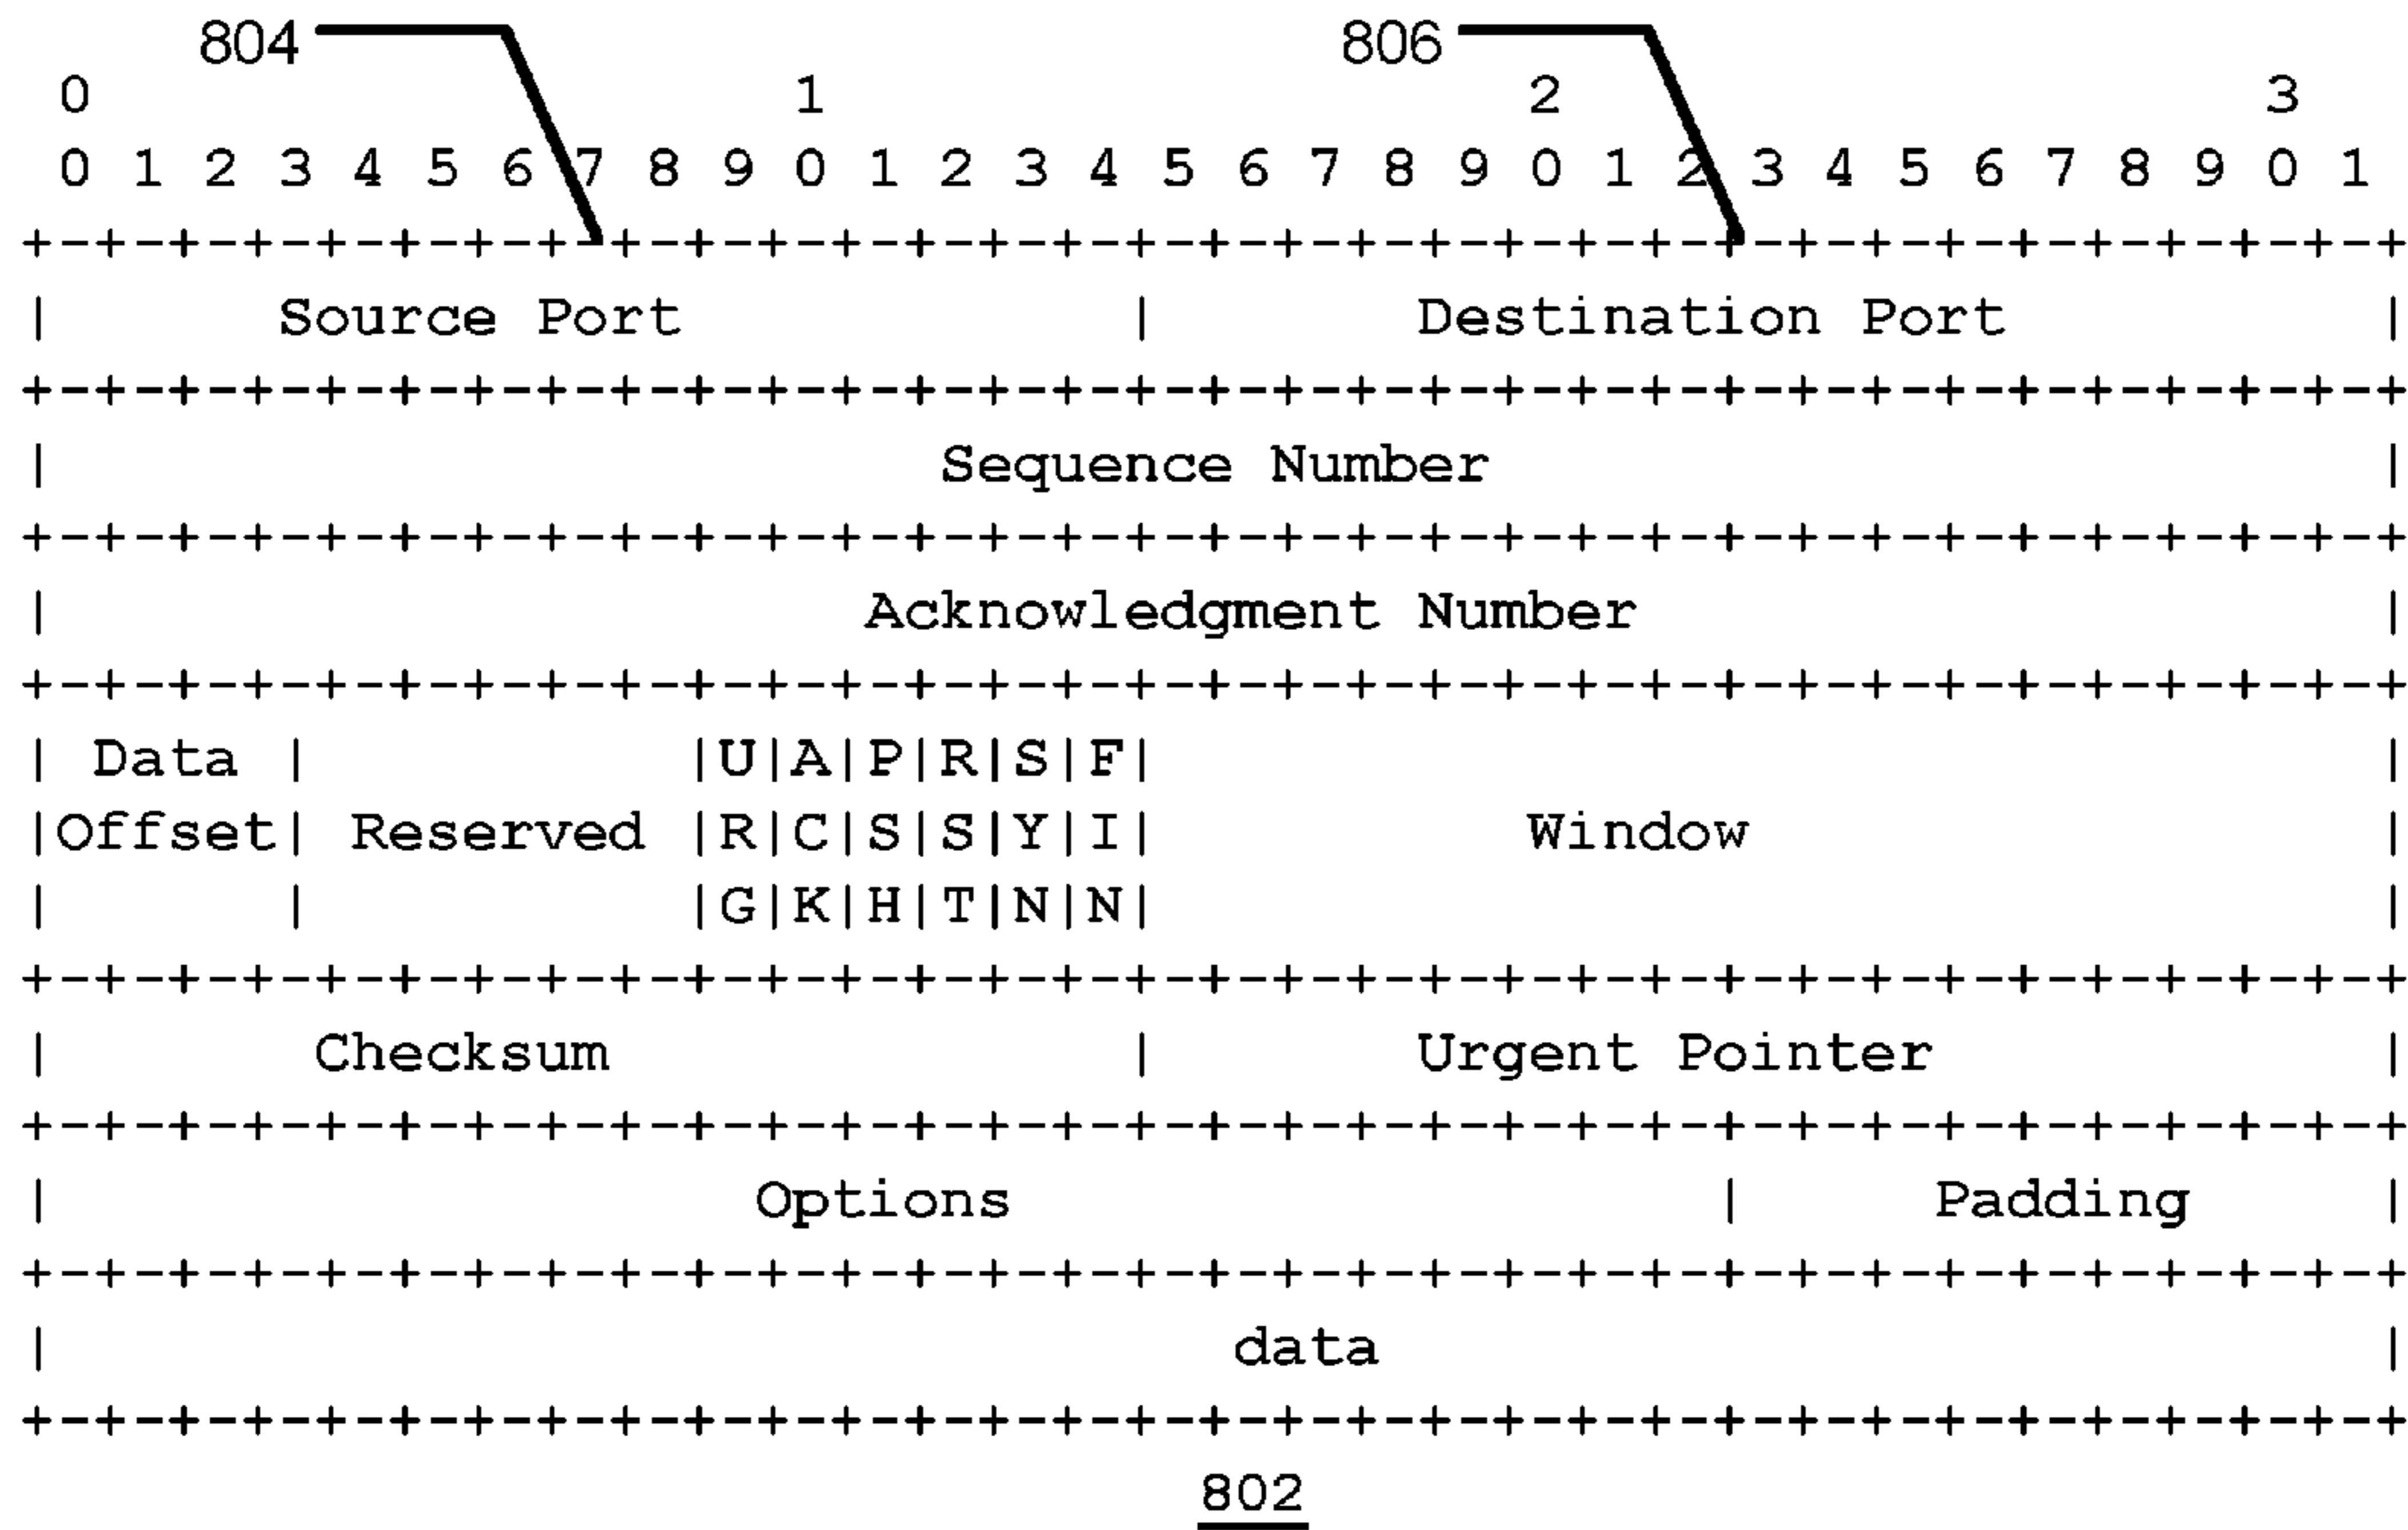 804 806
0 1 2 3
0 1 2 3 4 5 6 7 8 9 0 1 2 3 4 5 6 7 8 9 0 1 2 3 4 5 6 7 8 9 0 1
+-+-+-+-+-+-+-+-+-+-+-+-+-+-+-+-+-+-+-+-+-+-+-+-+-+-+-+-+-+-+-+-+
| Source Port | Destination Port |
+-+-+-+-+-+-+-+-+-+-+-+-+-+-+-+-+-+-+-+-+-+-+-+-+-+-+-+-+-+-+-+-+
| Sequence Number |
+-+-+-+-+-+-+-+-+-+-+-+-+-+-+-+-+-+-+-+-+-+-+-+-+-+-+-+-+-+-+-+-+
| Acknowledgment Number |
+-+-+-+-+-+-+-+-+-+-+-+-+-+-+-+-+-+-+-+-+-+-+-+-+-+-+-+-+-+-+-+-+
| Data | |U|A|P|R|S|F| |
|Offset| Reserved |R|C|S|S|Y|I| Window |
| | |G|K|H|T|N|N| |
+-+-+-+-+-+-+-+-+-+-+-+-+-+-+-+-+-+-+-+-+-+-+-+-+-+-+-+-+-+-+-+-+
| Checksum | Urgent Pointer |
+-+-+-+-+-+-+-+-+-+-+-+-+-+-+-+-+-+-+-+-+-+-+-+-+-+-+-+-+-+-+-+-+
| Options | Padding |
+-+-+-+-+-+-+-+-+-+-+-+-+-+-+-+-+-+-+-+-+-+-+-+-+-+-+-+-+-+-+-+-+
| data |
+-+-+-+-+-+-+-+-+-+-+-+-+-+-+-+-+-+-+-+-+-+-+-+-+-+-+-+-+-+-+-+-+
802